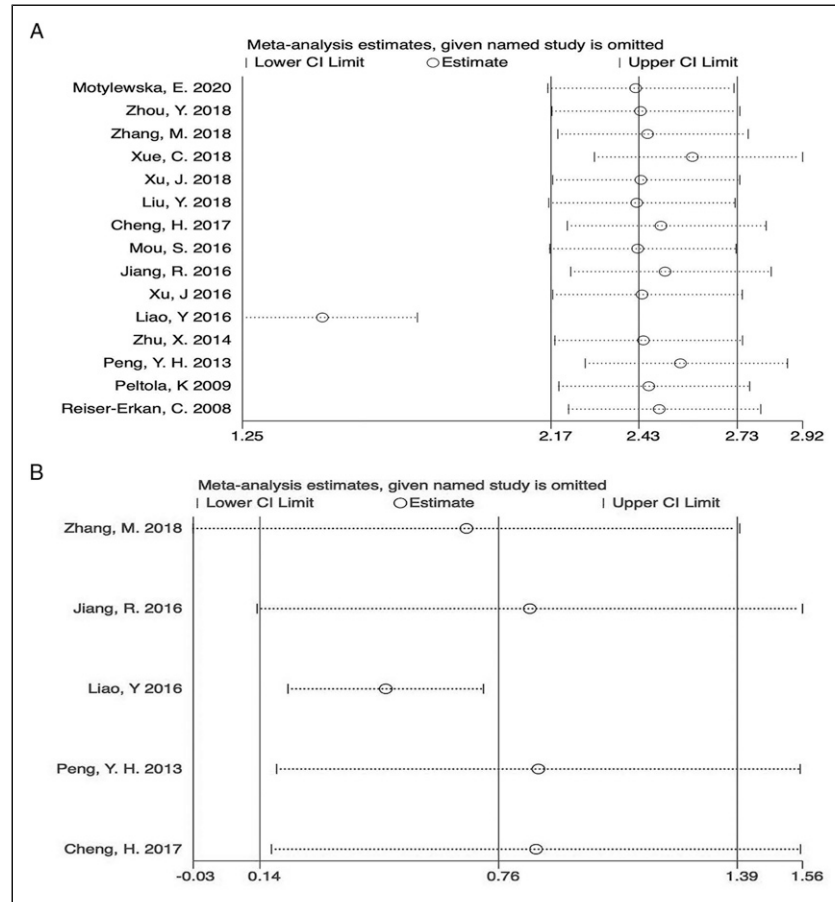 A
Meta-analysis estimates, given named study is omitted
Lower CI Limit Estimate Upper CI Limit
Motylewska, E. 2020
Zhou, Y. 2018
Zhang, M. 2018
Xue, C. 2018
Xu, J. 2018
Liu, Y. 2018
Cheng, H. 2017
Mou, S. 2016
Jiang, R. 2016
Xu, J 2016
Liao, Y 2016
Zhu, X. 2014
Peng, Y. H. 2013
Peltola, K 2009
Reiser-Erkan, C. 2008
1.25 2.17 2.43 2.73 2.92
B
Meta-analysis estimates, given named study is omitted
Lower CI Limit Estimate Upper CI Limit
Zhang, M. 2018
Jiang, R. 2016
Liao, Y 2016
Peng, Y. H. 2013
Cheng, H. 2017
-0.03 0.14 0.76 1.39 1.56